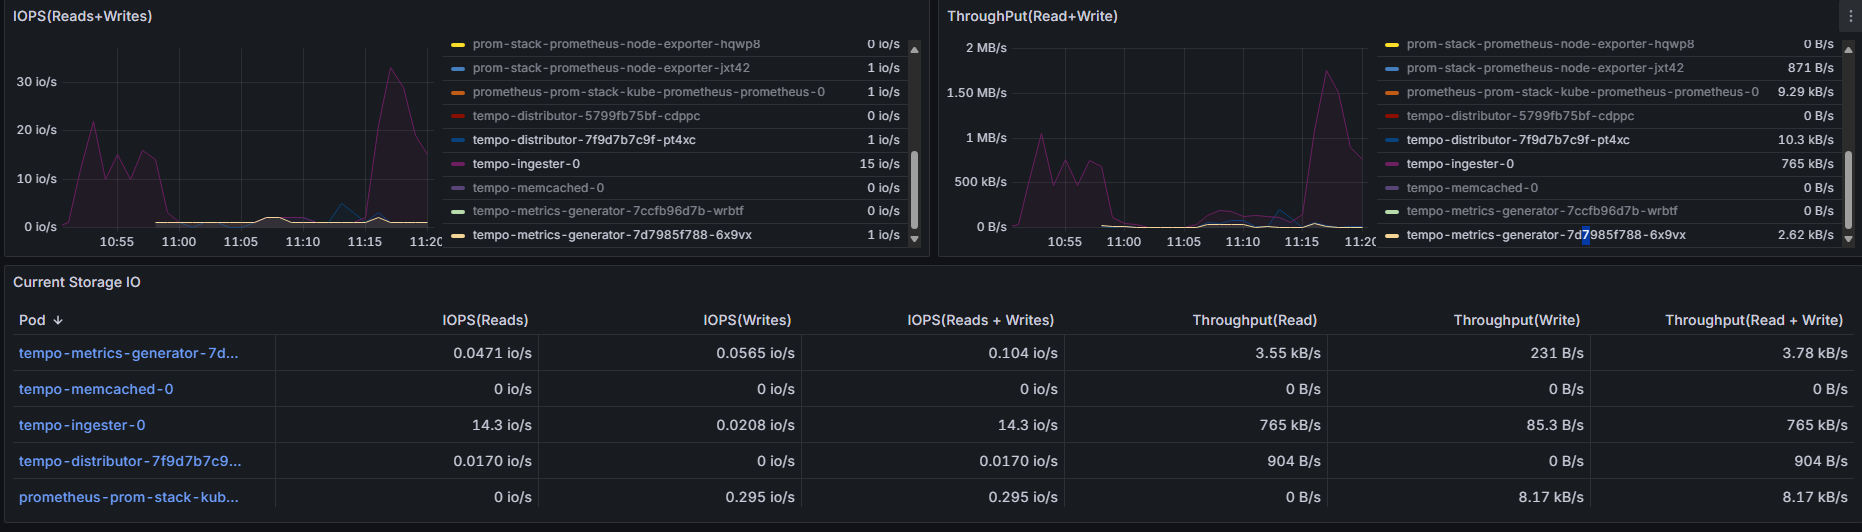 IOPS(Reads+Writes)
30 io/s
20 io/s
10 io/s
0 io/s
10:55 11:00 11:05 11:10 11:15 11:20
prom-stack-prometheus-node-exporter-hqwp8 0 io/s
prom-stack-prometheus-node-exporter-jxt42 1 io/s
prometheus-prom-stack-kube-prometheus-prometheus-0 1 io/s
tempo-distributor-5799fb75bf-cdppc 0 io/s
tempo-distributor-7f9d7b7c9f-pt4xc 1 io/s
tempo-ingester-0 15 io/s
tempo-memcached-0 0 io/s
tempo-metrics-generator-7ccfb96d7b-wrbtf 0 io/s
tempo-metrics-generator-7d7985f788-6x9vx 1 io/s
ThroughPut(Read+Write)
2 MB/s
1.50 MB/s
1 MB/s
500 kB/s
0 B/s
10:55 11:00 11:05 11:10 11:15 11:20
prom-stack-prometheus-node-exporter-hqwp8 0 B/s
prom-stack-prometheus-node-exporter-jxt42 871 B/s
prometheus-prom-stack-kube-prometheus-prometheus-0 9.29 kB/s
tempo-distributor-5799fb75bf-cdppc 0 B/s
tempo-distributor-7f9d7b7c9f-pt4xc 10.3 kB/s
tempo-ingester-0 765 kB/s
tempo-memcached-0 0 B/s
tempo-metrics-generator-7ccfb96d7b-wrbtf 0 B/s
tempo-metrics-generator-7d7985f788-6x9vx 2.62 kB/s
Current Storage IO
Pod ↓ IOPS(Reads) IOPS(Writes) IOPS(Reads + Writes) Throughput(Read) Throughput(Write) Throughput(Read + Write)
tempo-metrics-generator-7d... 0.0471 io/s 0.0565 io/s 0.104 io/s 3.55 kB/s 231 B/s 3.78 kB/s
tempo-memcached-0 0 io/s 0 io/s 0 io/s 0 B/s 0 B/s 0 B/s
tempo-ingester-0 14.3 io/s 0.0208 io/s 14.3 io/s 765 kB/s 85.3 B/s 765 kB/s
tempo-distributor-7f9d7b7c9... 0.0170 io/s 0 io/s 0.0170 io/s 904 B/s 0 B/s 904 B/s
prometheus-prom-stack-kub... 0 io/s 0.295 io/s 0.295 io/s 0 B/s 8.17 kB/s 8.17 kB/s